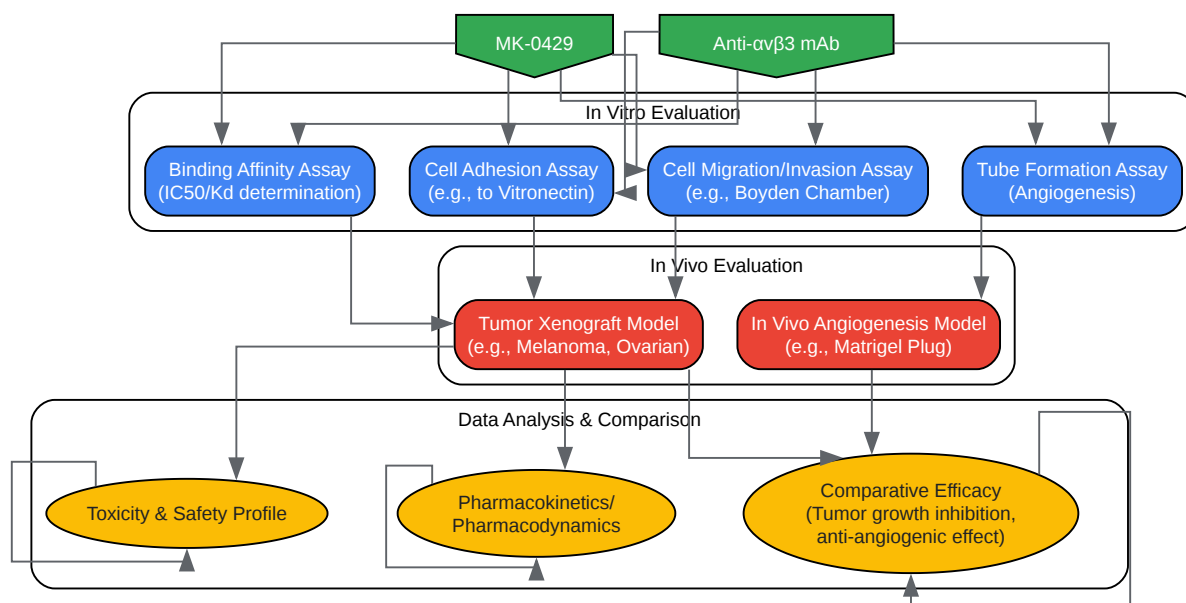 MK-0429
Anti-αvβ3 mAb
In Vitro Evaluation
Binding Affinity Assay
(IC50/Kd determination)
Cell Adhesion Assay
(e.g., to Vitronectin)
Cell Migration/Invasion Assay
(e.g., Boyden Chamber)
Tube Formation Assay
(Angiogenesis)
In Vivo Evaluation
Tumor Xenograft Model
(e.g., Melanoma, Ovarian)
In Vivo Angiogenesis Model
(e.g., Matrigel Plug)
Data Analysis & Comparison
Toxicity & Safety Profile
Pharmacokinetics/
Pharmacodynamics
Comparative Efficacy
(Tumor growth inhibition,
anti-angiogenic effect)